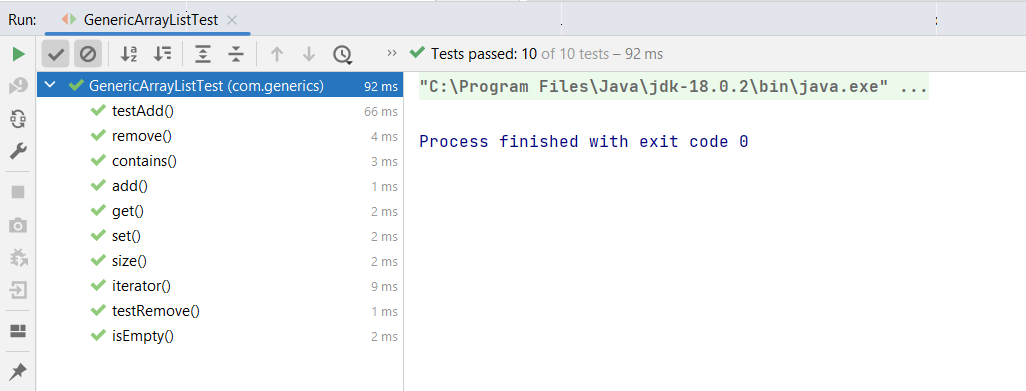 Run: GenericArrayListTest
Tests passed: 10 of 10 tests – 92 ms
GenericArrayListTest (com.generics) 92 ms
testAdd() 66 ms
remove() 4 ms
contains() 3 ms
add() 1 ms
get() 2 ms
set() 2 ms
size() 2 ms
iterator() 9 ms
testRemove() 1 ms
isEmpty() 2 ms
"C:\Program Files\Java\jdk-18.0.2\bin\java.exe" ...
Process finished with exit code 0